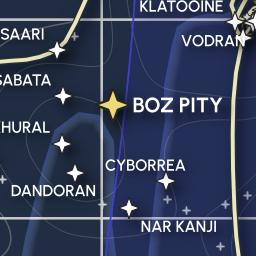 KLATOOINE
SAARI
VODRAN
SABATA
BOZ PITY
HURAL
CYBORREA
DANDORAN
NAR KANJI